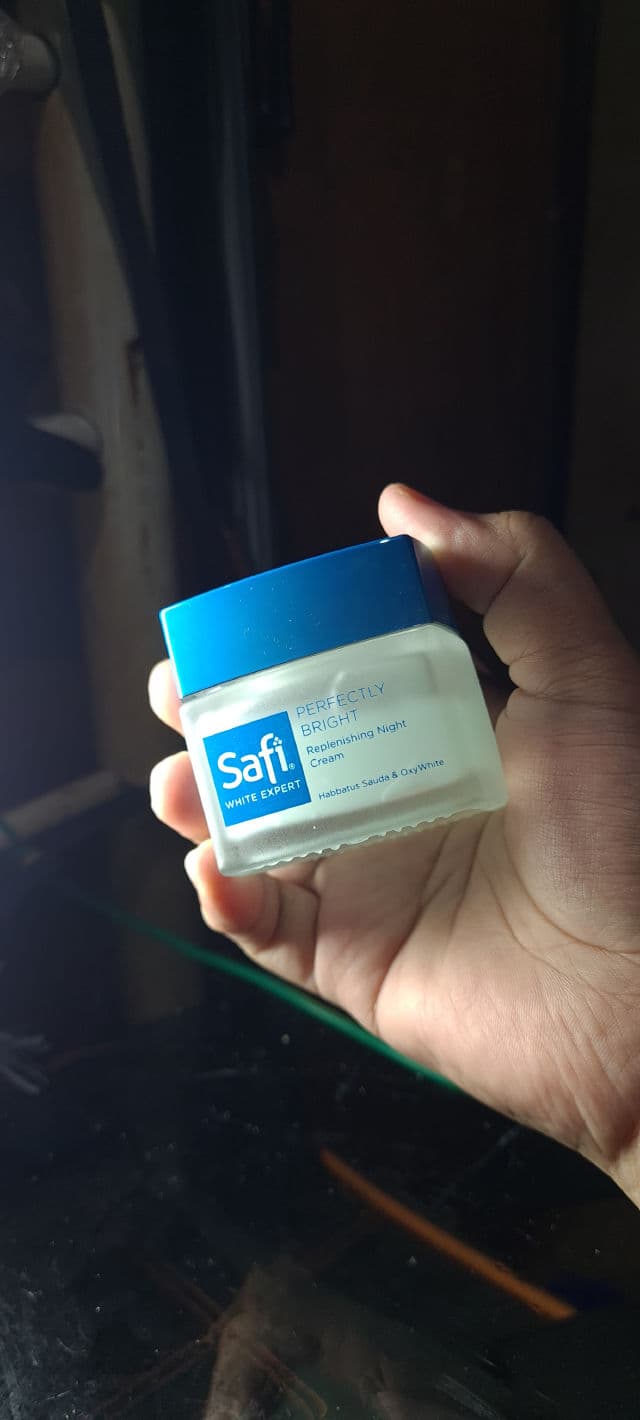 Safi®
WHITE EXPERT
PERFECTLY
BRIGHT
Replenishing Night
Cream
Habbatus Sauda & OxyWhite